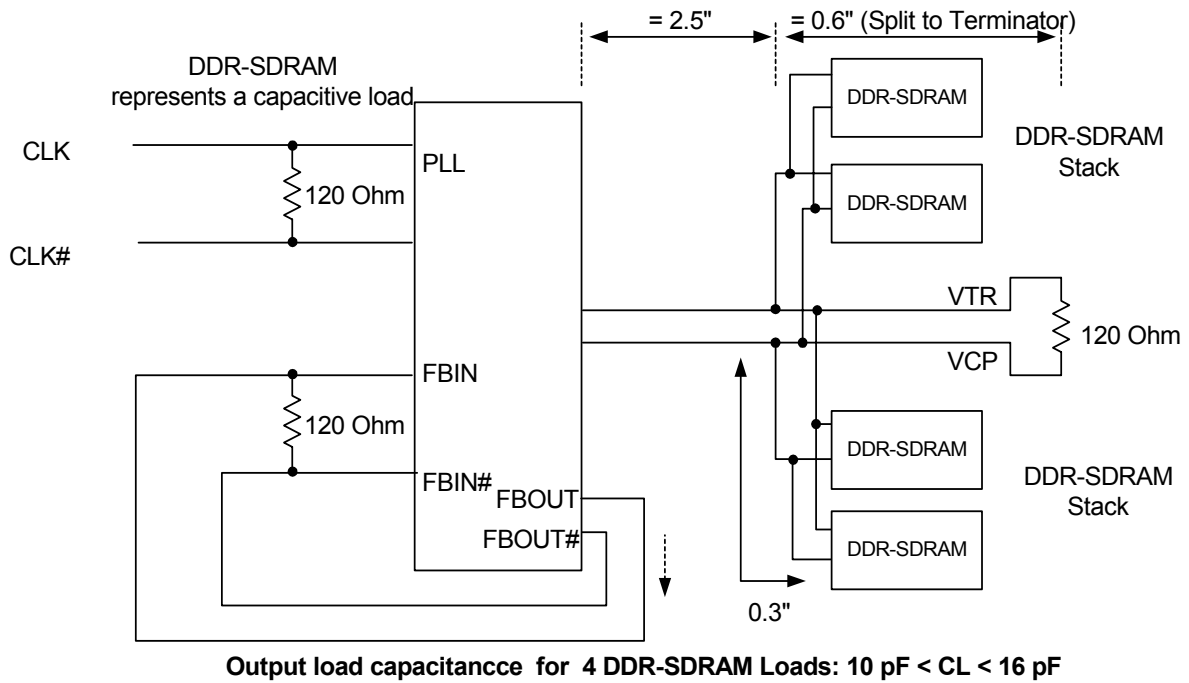 = 2.5"
= 0.6" (Split to Terminator)
DDR-SDRAM
represents a capacitive load
DDR-SDRAM
DDR-SDRAM
Stack
CLK
PLL
120 Ohm
DDR-SDRAM
CLK#
VTR
120 Ohm
VCP
FBIN
120 Ohm
DDR-SDRAM
FBIN#
DDR-SDRAM
Stack
FBOUT
FBOUT#
DDR-SDRAM
0.3"
Output load capacitancce for 4 DDR-SDRAM Loads: 10 pF < CL < 16 pF